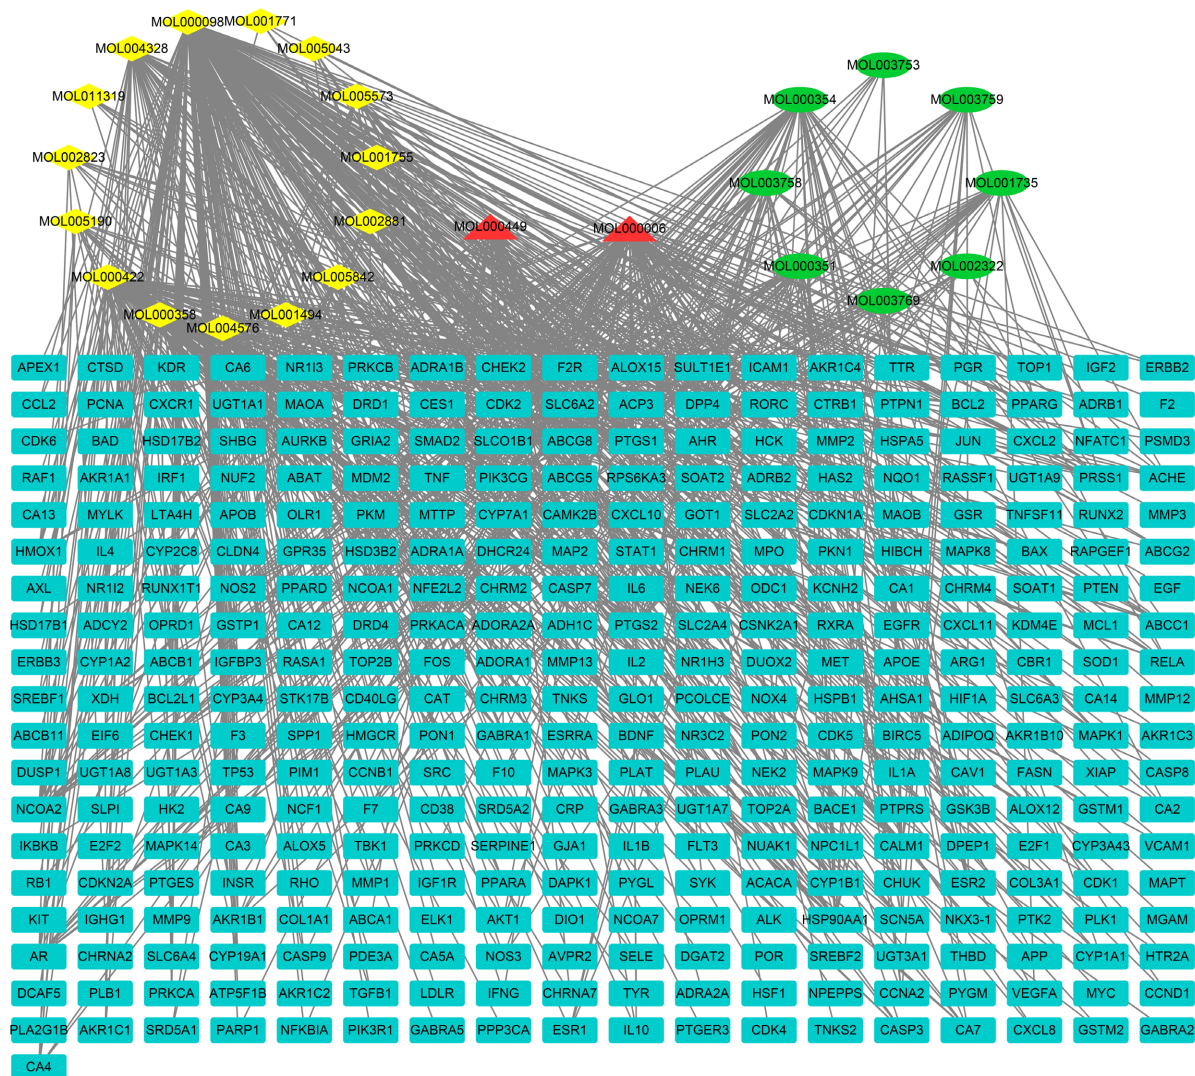 MOL000098 MOL001771
MOL004328 MOL005043
MOL003753
MOL011319 MOL005573 MOL000354 MOL003759
MOL002823 MOL001755
MOL003758 MOL001735
MOL005190 MOL002881 MOL000449 MOL000006
MOL000422 MOL005842 MOL000351 MOL002322
MOL000358 MOL004576 MOL001494 MOL003769
APEX1 CTSD KDR CA6 NR1I3 PRKCB ADRA1B CHEK2 F2R ALOX15 SULT1E1 ICAM1 AKR1C4 TTR PGR TOP1 IGF2 ERBB2
CCL2 PCNA CXCR1 UGT1A1 MAOA DRD1 CES1 CDK2 SLC6A2 ACP3 DPP4 RORC CTRB1 PTPN1 BCL2 PPARG ADRB1 F2
CDK6 BAD HSD17B2 SHBG AURKB GRIA2 SMAD2 SLCO1B1 ABCG8 PTGS1 AHR HCK MMP2 HSPA5 JUN CXCL2 NFATC1 PSMD3
RAF1 AKR1A1 IRF1 NUF2 ABAT MDM2 TNF PIK3CG ABCG5 RPS6KA3 SOAT2 ADRB2 HAS2 NQO1 RASSF1 UGT1A9 PRSS1 ACHE
CA13 MYLK LTA4H APOB OLR1 PKM MTTP CYP7A1 CAMK2B CXCL10 GOT1 SLC2A2 CDKN1A MAOB GSR TNFSF11 RUNX2 MMP3
HMOX1 IL4 CYP2C8 CLDN4 GPR35 HSD3B2 ADRA1A DHCR24 MAP2 STAT1 CHRM1 MPO PKN1 HIBCH MAPK8 BAX RAPGEF1 ABCG2
AXL NR1I2 RUNX1T1 NOS2 PPARD NCOA1 NFE2L2 CHRM2 CASP7 IL6 NEK6 ODC1 KCNH2 CA1 CHRM4 SOAT1 PTEN EGF
HSD17B1 ADCY2 OPRD1 GSTP1 CA12 DRD4 PRKACA ADORA2A ADH1C PTGS2 SLC2A4 CSNK2A1 RXRA EGFR CXCL11 KDM4E MCL1 ABCC1
ERBB3 CYP1A2 ABCB1 IGFBP3 RASA1 TOP2B FOS ADORA1 MMP13 IL2 NR1H3 DUOX2 MET APOE ARG1 CBR1 SOD1 RELA
SREBF1 XDH BCL2L1 CYP3A4 STK17B CD40LG CAT CHRM3 TNKS GLO1 PCOLCE NOX4 HSPB1 AHSA1 HIF1A SLC6A3 CA14 MMP12
ABCB11 EIF6 CHEK1 F3 SPP1 HMGCR PON1 GABRA1 ESRRA BDNF NR3C2 PON2 CDK5 BIRC5 ADIPOQ AKR1B10 MAPK1 AKR1C3
DUSP1 UGT1A8 UGT1A3 TP53 PIM1 CCNB1 SRC F10 MAPK3 PLAT PLAU NEK2 MAPK9 IL1A CAV1 FASN XIAP CASP8
NCOA2 SLPI HK2 CA9 NCF1 F7 CD38 SRD5A2 CRP GABRA3 UGT1A7 TOP2A BACE1 PTPRS GSK3B ALOX12 GSTM1 CA2
IKBKB E2F2 MAPK14 CA3 ALOX5 TBK1 PRKCD SERPINE1 GJA1 IL1B FLT3 NUAK1 NPC1L1 CALM1 DPEP1 E2F1 CYP3A43 VCAM1
RB1 CDKN2A PTGES INSR RHO MMP1 IGF1R PPARA DAPK1 PYGL SYK ACACA CYP1B1 CHUK ESR2 COL3A1 CDK1 MAPT
KIT IGHG1 MMP9 AKR1B1 COL1A1 ABCA1 ELK1 AKT1 DIO1 NCOA7 OPRM1 ALK HSP90AA1 SCN5A NKX3-1 PTK2 PLK1 MGAM
AR CHRNA2 SLC6A4 CYP19A1 CASP9 PDE3A CA5A NOS3 AVPR2 SELE DGAT2 POR SREBF2 UGT3A1 THBD APP CYP1A1 HTR2A
DCAF5 PLB1 PRKCA ATP5F1B AKR1C2 TGFB1 LDLR IFNG CHRNA7 TYR ADRA2A HSF1 NPEPPS CCNA2 PYGM VEGFA MYC CCND1
PLA2G1B AKR1C1 SRD5A1 PARP1 NFKBIA PIK3R1 GABRA5 PPP3CA ESR1 IL10 PTGER3 CDK4 TNKS2 CASP3 CA7 CXCL8 GSTM2 GABRA2
CA4